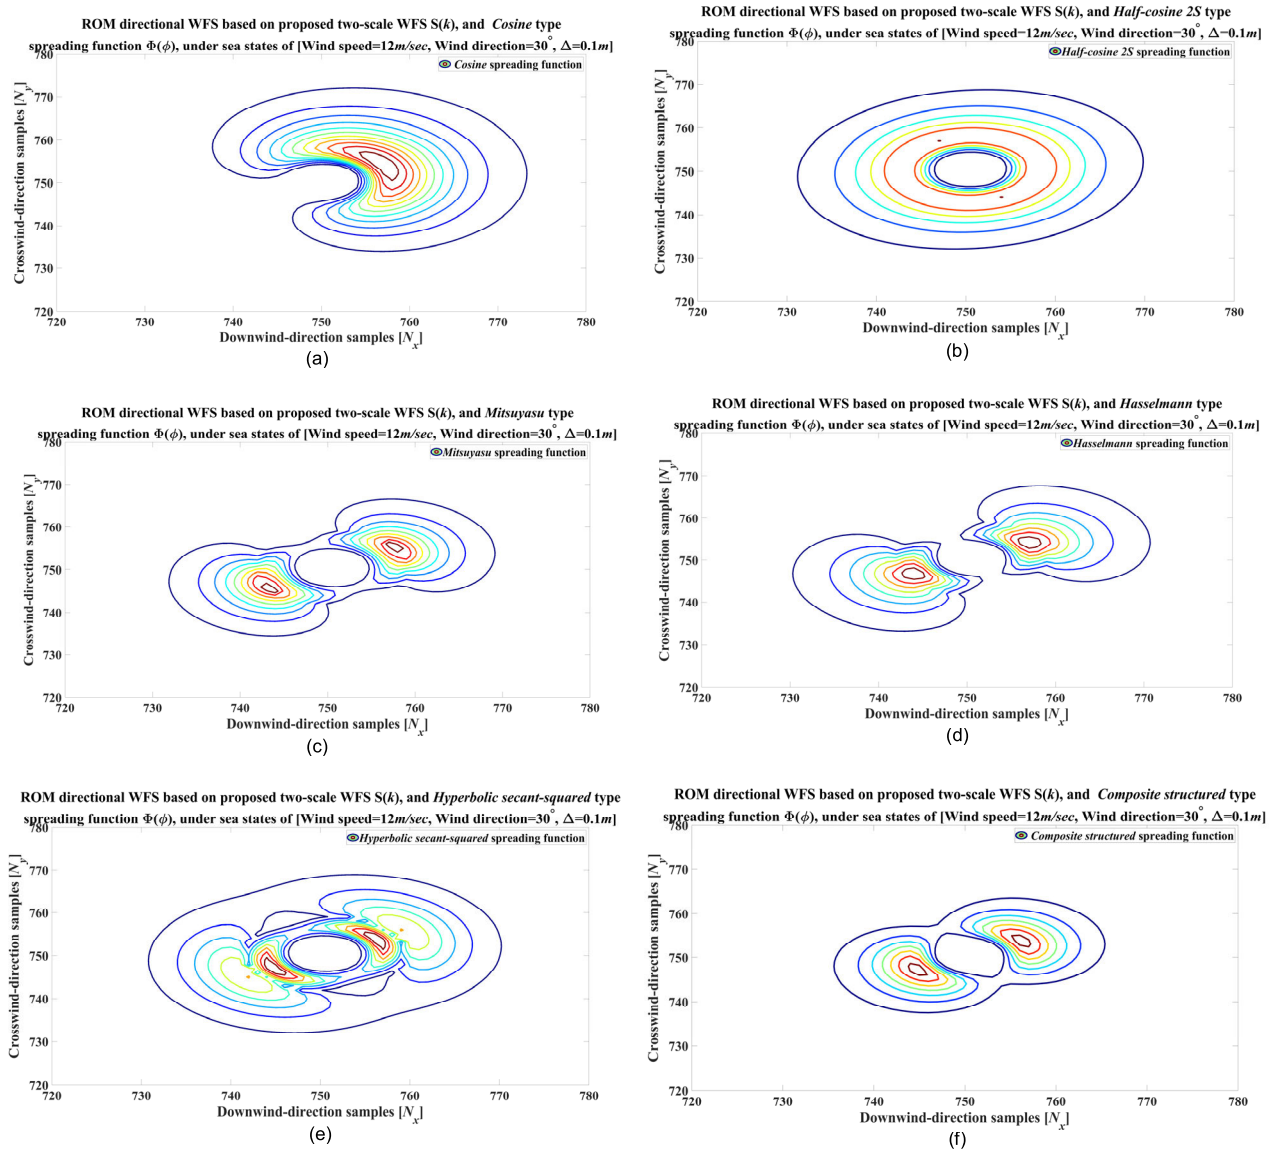 ROM directional WFS based on proposed two-scale WFS S(k), and Cosine type
spreading function Φ(ϕ), under sea states of [Wind speed=12m/sec, Wind direction=30°, Δ=0.1m]
Cosine spreading function
Crosswind-direction samples [N_y]
780
770
760
750
740
730
720
720 730 740 750 760 770 780
Downwind-direction samples [N_x]
(a)
ROM directional WFS based on proposed two-scale WFS S(k), and Half-cosine 2S type
spreading function Φ(ϕ), under sea states of [Wind speed=12m/sec, Wind direction=30°, Δ=0.1m]
Half-cosine 2S spreading function
Crosswind-direction samples [N_y]
780
770
760
750
740
730
720
720 730 740 750 760 770 780
Downwind-direction samples [N_x]
(b)
ROM directional WFS based on proposed two-scale WFS S(k), and Mitsuyasu type
spreading function Φ(ϕ), under sea states of [Wind speed=12m/sec, Wind direction=30°, Δ=0.1m]
Mitsuyasu spreading function
Crosswind-direction samples [N_y]
780
770
760
750
740
730
720
720 730 740 750 760 770 780
Downwind-direction samples [N_x]
(c)
ROM directional WFS based on proposed two-scale WFS S(k), and Hasselmann type
spreading function Φ(ϕ), under sea states of [Wind speed=12m/sec, Wind direction=30°, Δ=0.1m]
Hasselmann spreading function
Crosswind-direction samples [N_y]
780
770
760
750
740
730
720
720 730 740 750 760 770 780
Downwind-direction samples [N_x]
(d)
ROM directional WFS based on proposed two-scale WFS S(k), and Hyperbolic secant-squared type
spreading function Φ(ϕ), under sea states of [Wind speed=12m/sec, Wind direction=30°, Δ=0.1m]
Hyperbolic secant-squared spreading function
Crosswind-direction samples [N_y]
780
770
760
750
740
730
720
720 730 740 750 760 770 780
Downwind-direction samples [N_x]
(e)
ROM directional WFS based on proposed two-scale WFS S(k), and Composite structured type
spreading function Φ(ϕ), under sea states of [Wind speed=12m/sec, Wind direction=30°, Δ=0.1m]
Composite structured spreading function
Crosswind-direction samples [N_y]
780
770
760
750
740
730
720
720 730 740 750 760 770 780
Downwind-direction samples [N_x]
(f)